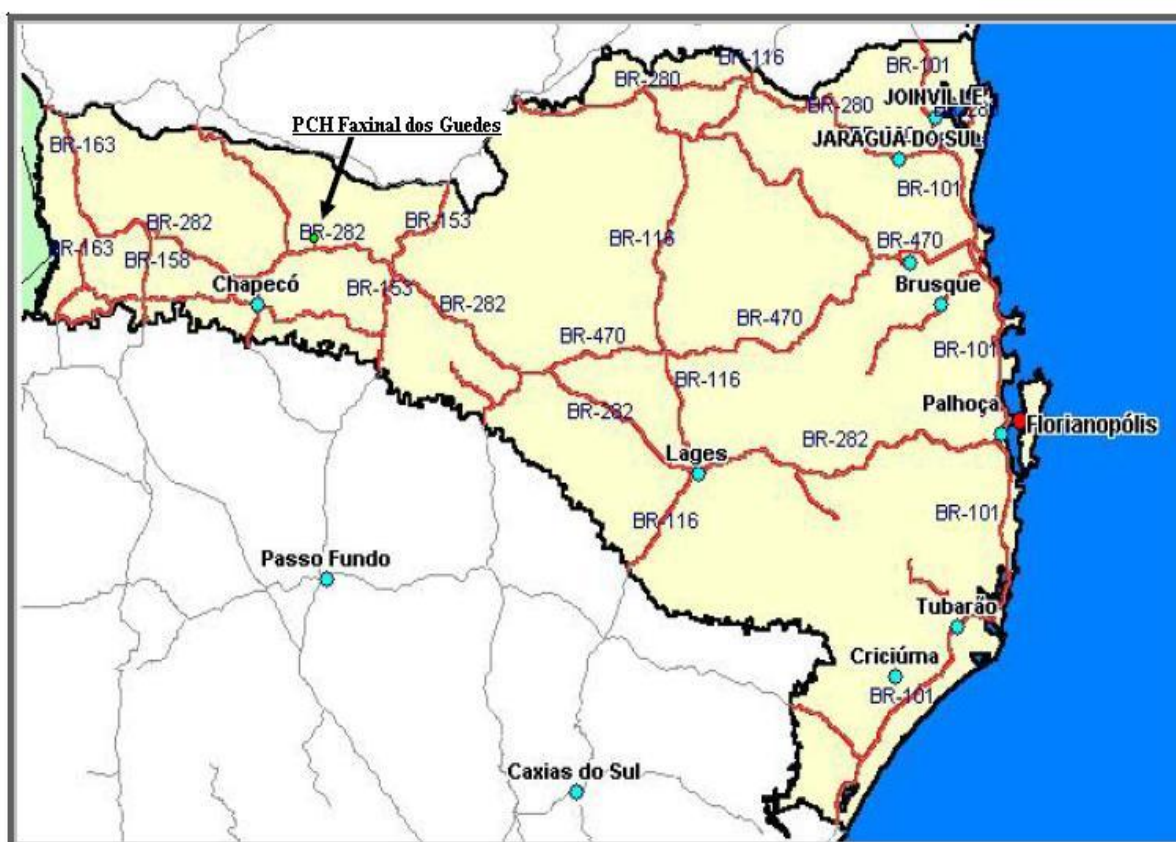 BR-116
BR-101
BR-280
JOINVILLE
BR-280
PCH Faxinal dos Guedes
JARAGUÁ DO SUL
BR-163
BR-101
BR-282
BR-282
BR-153
BR-116
BR-470
BR-163
BR-158
Chapecó
BR-153
BR-282
Brusque
BR-470
BR-470
BR-101
BR-116
Palhoça
BR-282
Florianopólis
BR-282
Lages
BR-116
BR-101
Passo Fundo
Tubarão
Criciúma
BR-101
Caxias do Sul